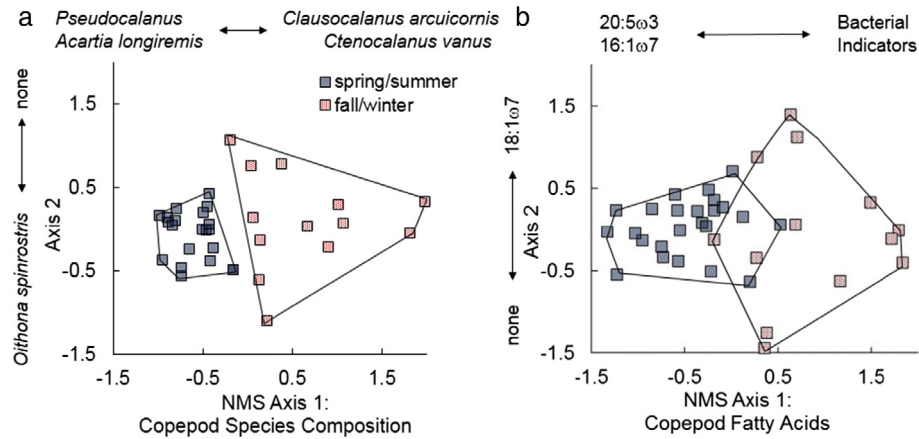 a
Pseudocalanus
Acartia longiremis
Clausocalanus arcuicornis
Ctenocalanus vanus
none
Oithona spinrostris
Axis 2
1.5
0.5
-0.5
-1.5
spring/summer
fall/winter
-1.5
-0.5
0.5
1.5
NMS Axis 1:
Copepod Species Composition
b
20:5ω3
16:1ω7
Bacterial
Indicators
18:1ω7
none
Axis 2
1.5
0.5
-0.5
-1.5
-1.5
-0.5
0.5
1.5
NMS Axis 1:
Copepod Fatty Acids